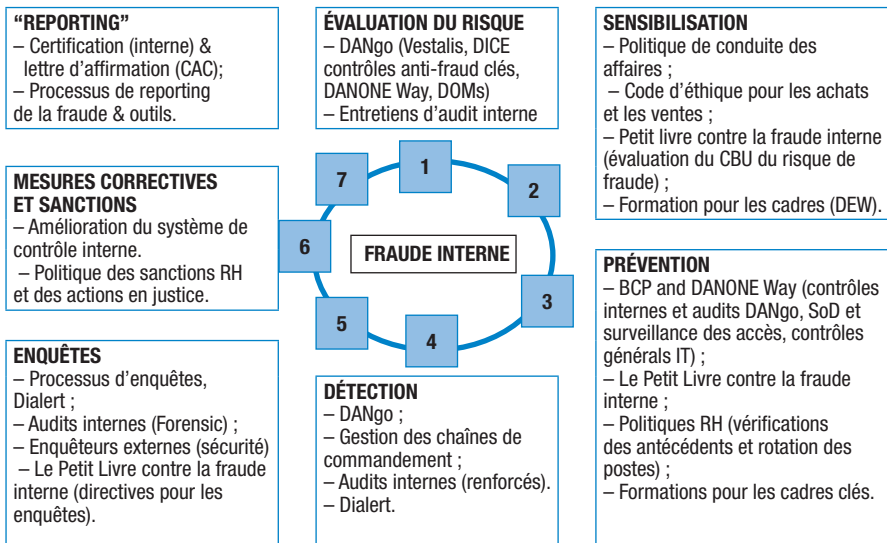 “REPORTING”
– Certification (interne) &
lettre d’affirmation (CAC);
– Processus de reporting
de la fraude & outils.
ÉVALUATION DU RISQUE
– DANgo (Vestalis, DICE
contrôles anti-fraud clés,
DANONE Way, DOMs)
– Entretiens d’audit interne
SENSIBILISATION
– Politique de conduite des
affaires ;
– Code d’éthique pour les achats
et les ventes ;
– Petit livre contre la fraude interne
(évaluation du CBU du risque de
fraude) ;
– Formation pour les cadres (DEW).
MESURES CORRECTIVES
ET SANCTIONS
– Amélioration du système de
contrôle interne.
– Politique des sanctions RH
et des actions en justice.
7
1
2
6
FRAUDE INTERNE
3
5
4
PRÉVENTION
– BCP and DANONE Way (contrôles
internes et audits DANgo, SoD et
surveillance des accès, contrôles
générals IT) ;
– Le Petit Livre contre la fraude
interne ;
– Politiques RH (vérifications
des antécédents et rotation des
postes) ;
– Formations pour les cadres clés.
ENQUÊTES
– Processus d’enquêtes,
Dialert ;
– Audits internes (Forensic) ;
– Enquêteurs externes (sécurité)
– Le Petit Livre contre la fraude
interne (directives pour les
enquêtes).
DÉTECTION
– DANgo ;
– Gestion des chaînes de
commandement ;
– Audits internes (renforcés).
– Dialert.